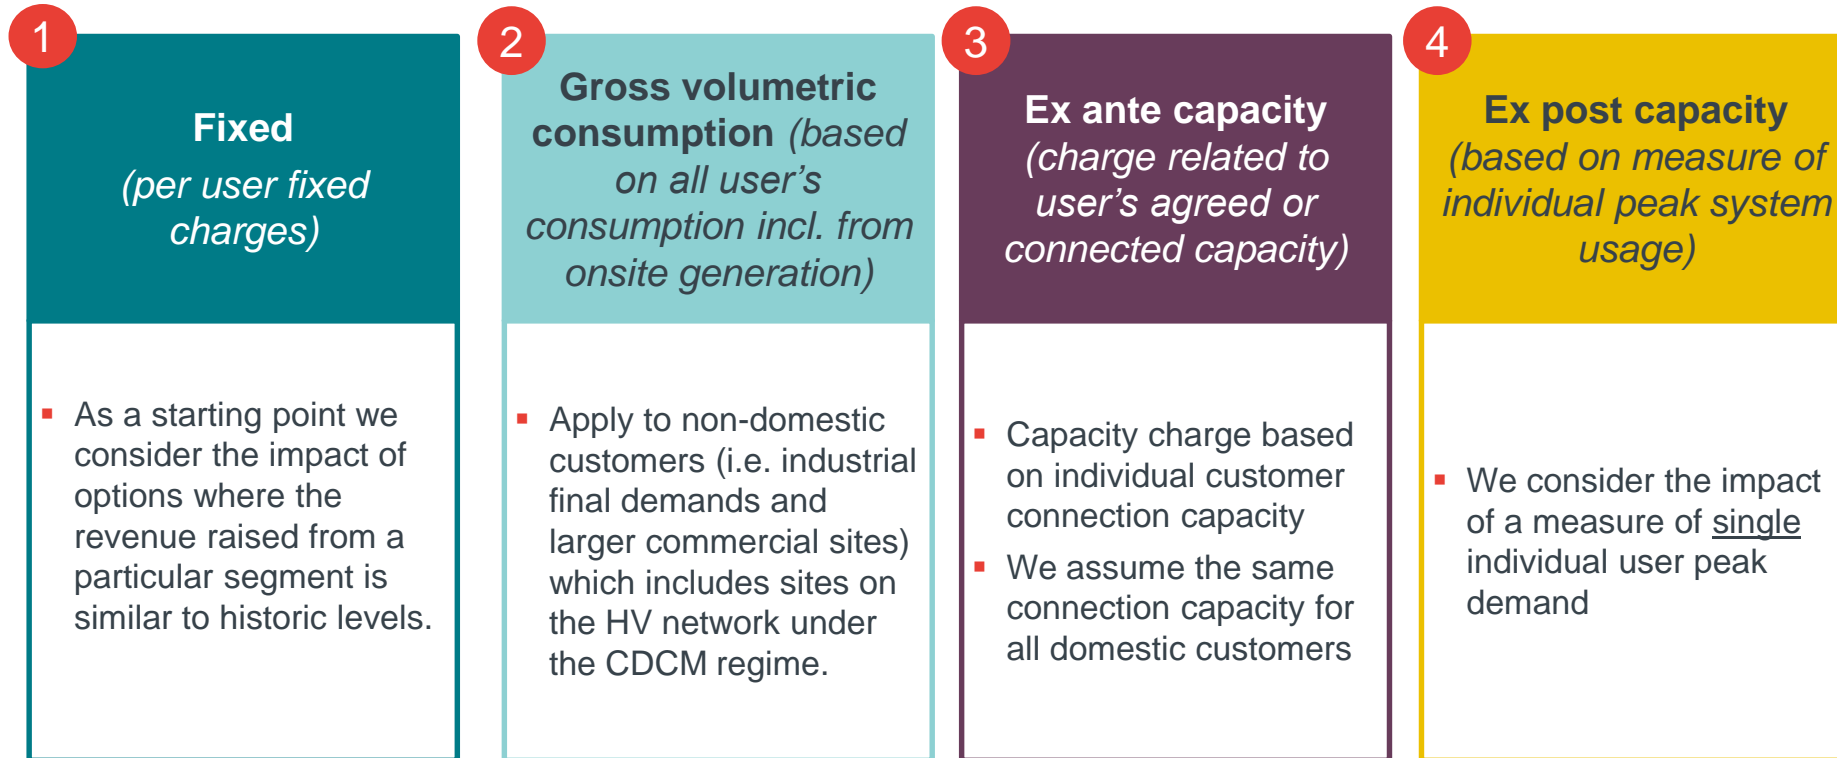 1
Fixed
(per user fixed
charges)
▪ As a starting point we
consider the impact of
options where the
revenue raised from a
particular segment is
similar to historic levels.
2
Gross volumetric
consumption (based
on all user's
consumption incl. from
onsite generation)
▪ Apply to non-domestic
customers (i.e. industrial
final demands and
larger commercial sites)
which includes sites on
the HV network under
the CDCM regime.
3
Ex ante capacity
(charge related to
user's agreed or
connected capacity)
▪ Capacity charge based
on individual customer
connection capacity
▪ We assume the same
connection capacity for
all domestic customers
4
Ex post capacity
(based on measure of
individual peak system
usage)
▪ We consider the impact
of a measure of single
individual user peak
demand